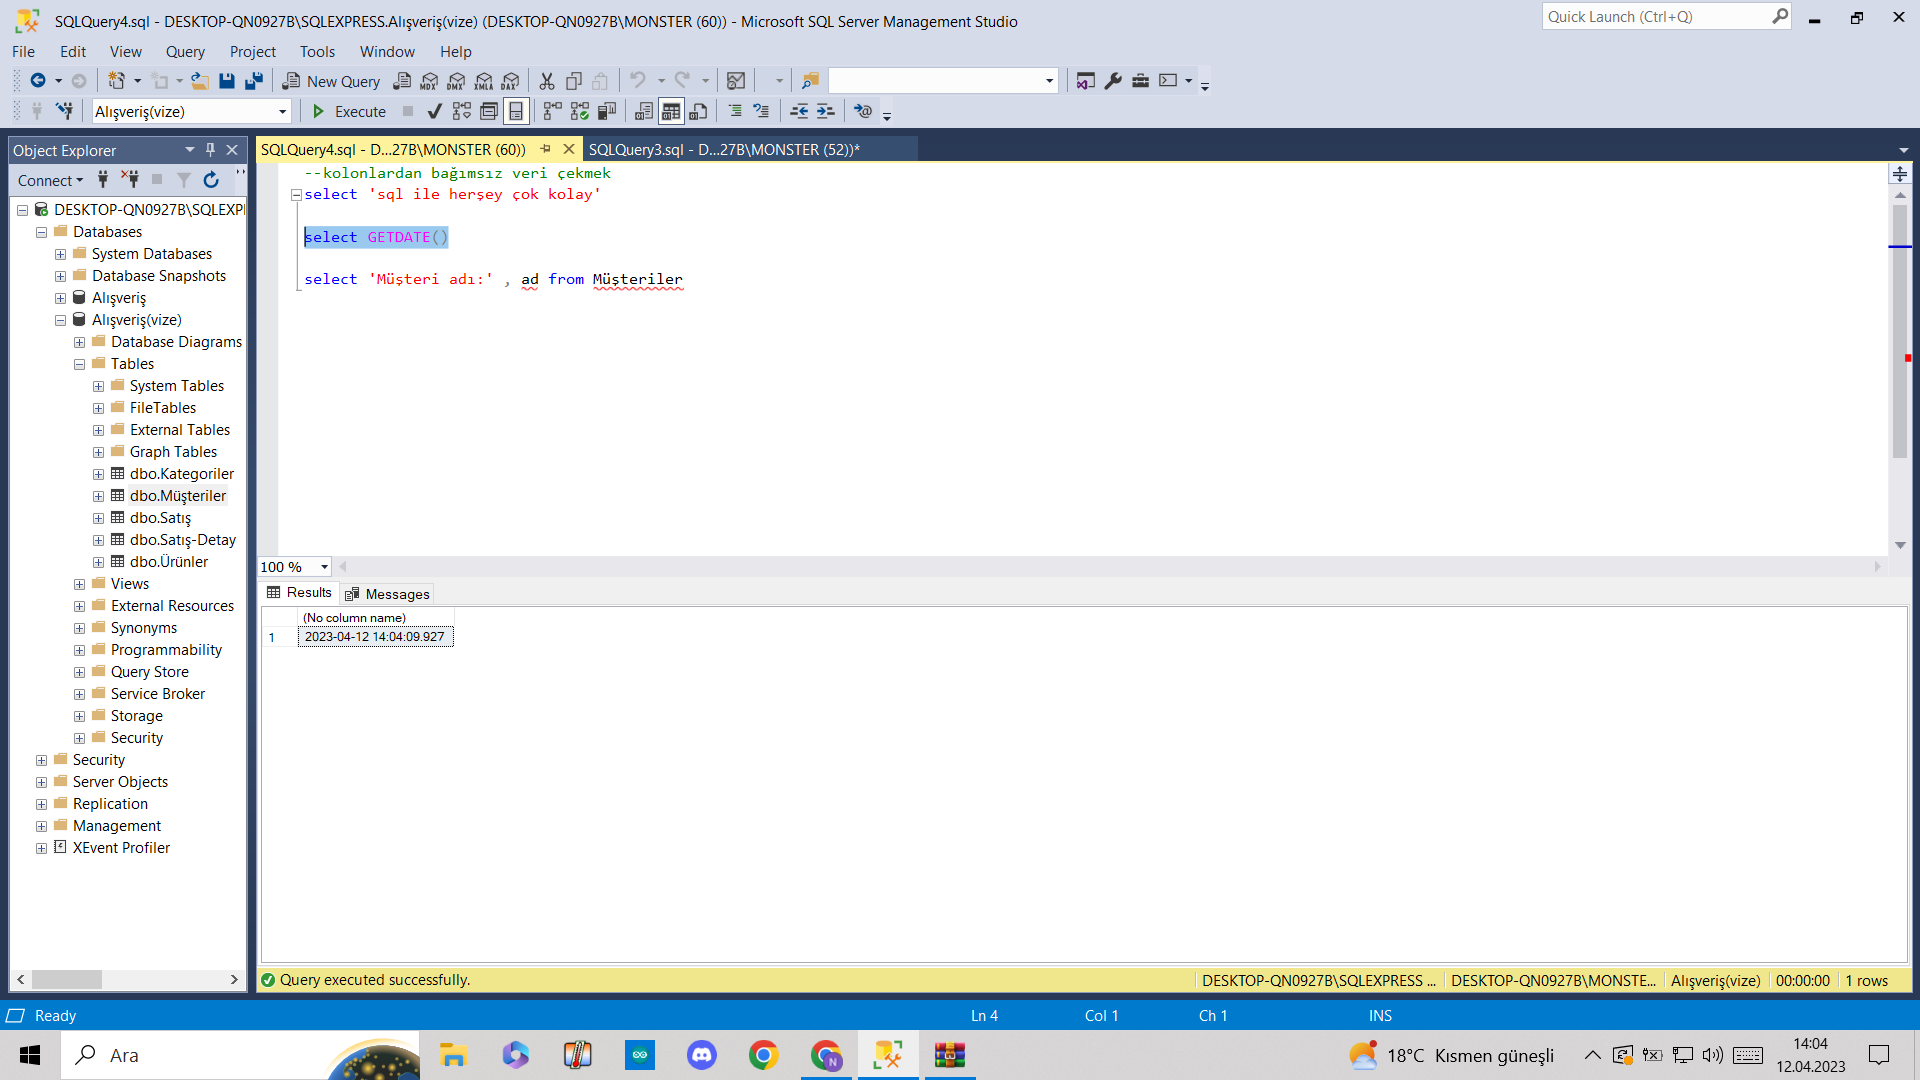 SQLQuery4.sql - DESKTOP-QN0927B\SQLEXPRESS.Alışveriş(vize) (DESKTOP-QN0927B\MONSTER (60)) - Microsoft SQL Server Management Studio
Quick Launch (Ctrl+Q)
File Edit View Query Project Tools Window Help
New Query MDX DMX XMLA DAX
Alışveriş(vize) Execute
Object Explorer
SQLQuery4.sql - D...27B\MONSTER (60)) SQLQuery3.sql - D...27B\MONSTER (52))*
Connect
DESKTOP-QN0927B\SQLEXPI
Databases
System Databases
Database Snapshots
Alışveriş
Alışveriş(vize)
Database Diagrams
Tables
System Tables
FileTables
External Tables
Graph Tables
dbo.Kategoriler
dbo.Müşteriler
dbo.Satış
dbo.Satış-Detay
dbo.Ürünler
Views
External Resources
Synonyms
Programmability
Query Store
Service Broker
Storage
Security
Security
Server Objects
Replication
Management
XEvent Profiler
--kolonlardan bağımsız veri çekmek
select 'sql ile herşey çok kolay'
select GETDATE()
select 'Müşteri adı:' , ad from Müşteriler
100 %
Results Messages
(No column name)
1 2023-04-12 14:04:09.927
Query executed successfully. DESKTOP-QN0927B\SQLEXPRESS ... DESKTOP-QN0927B\MONSTE... Alışveriş(vize) 00:00:00 1 rows
Ready Ln 4 Col 1 Ch 1 INS
Ara
18°C Kısmen güneşli
14:04
12.04.2023